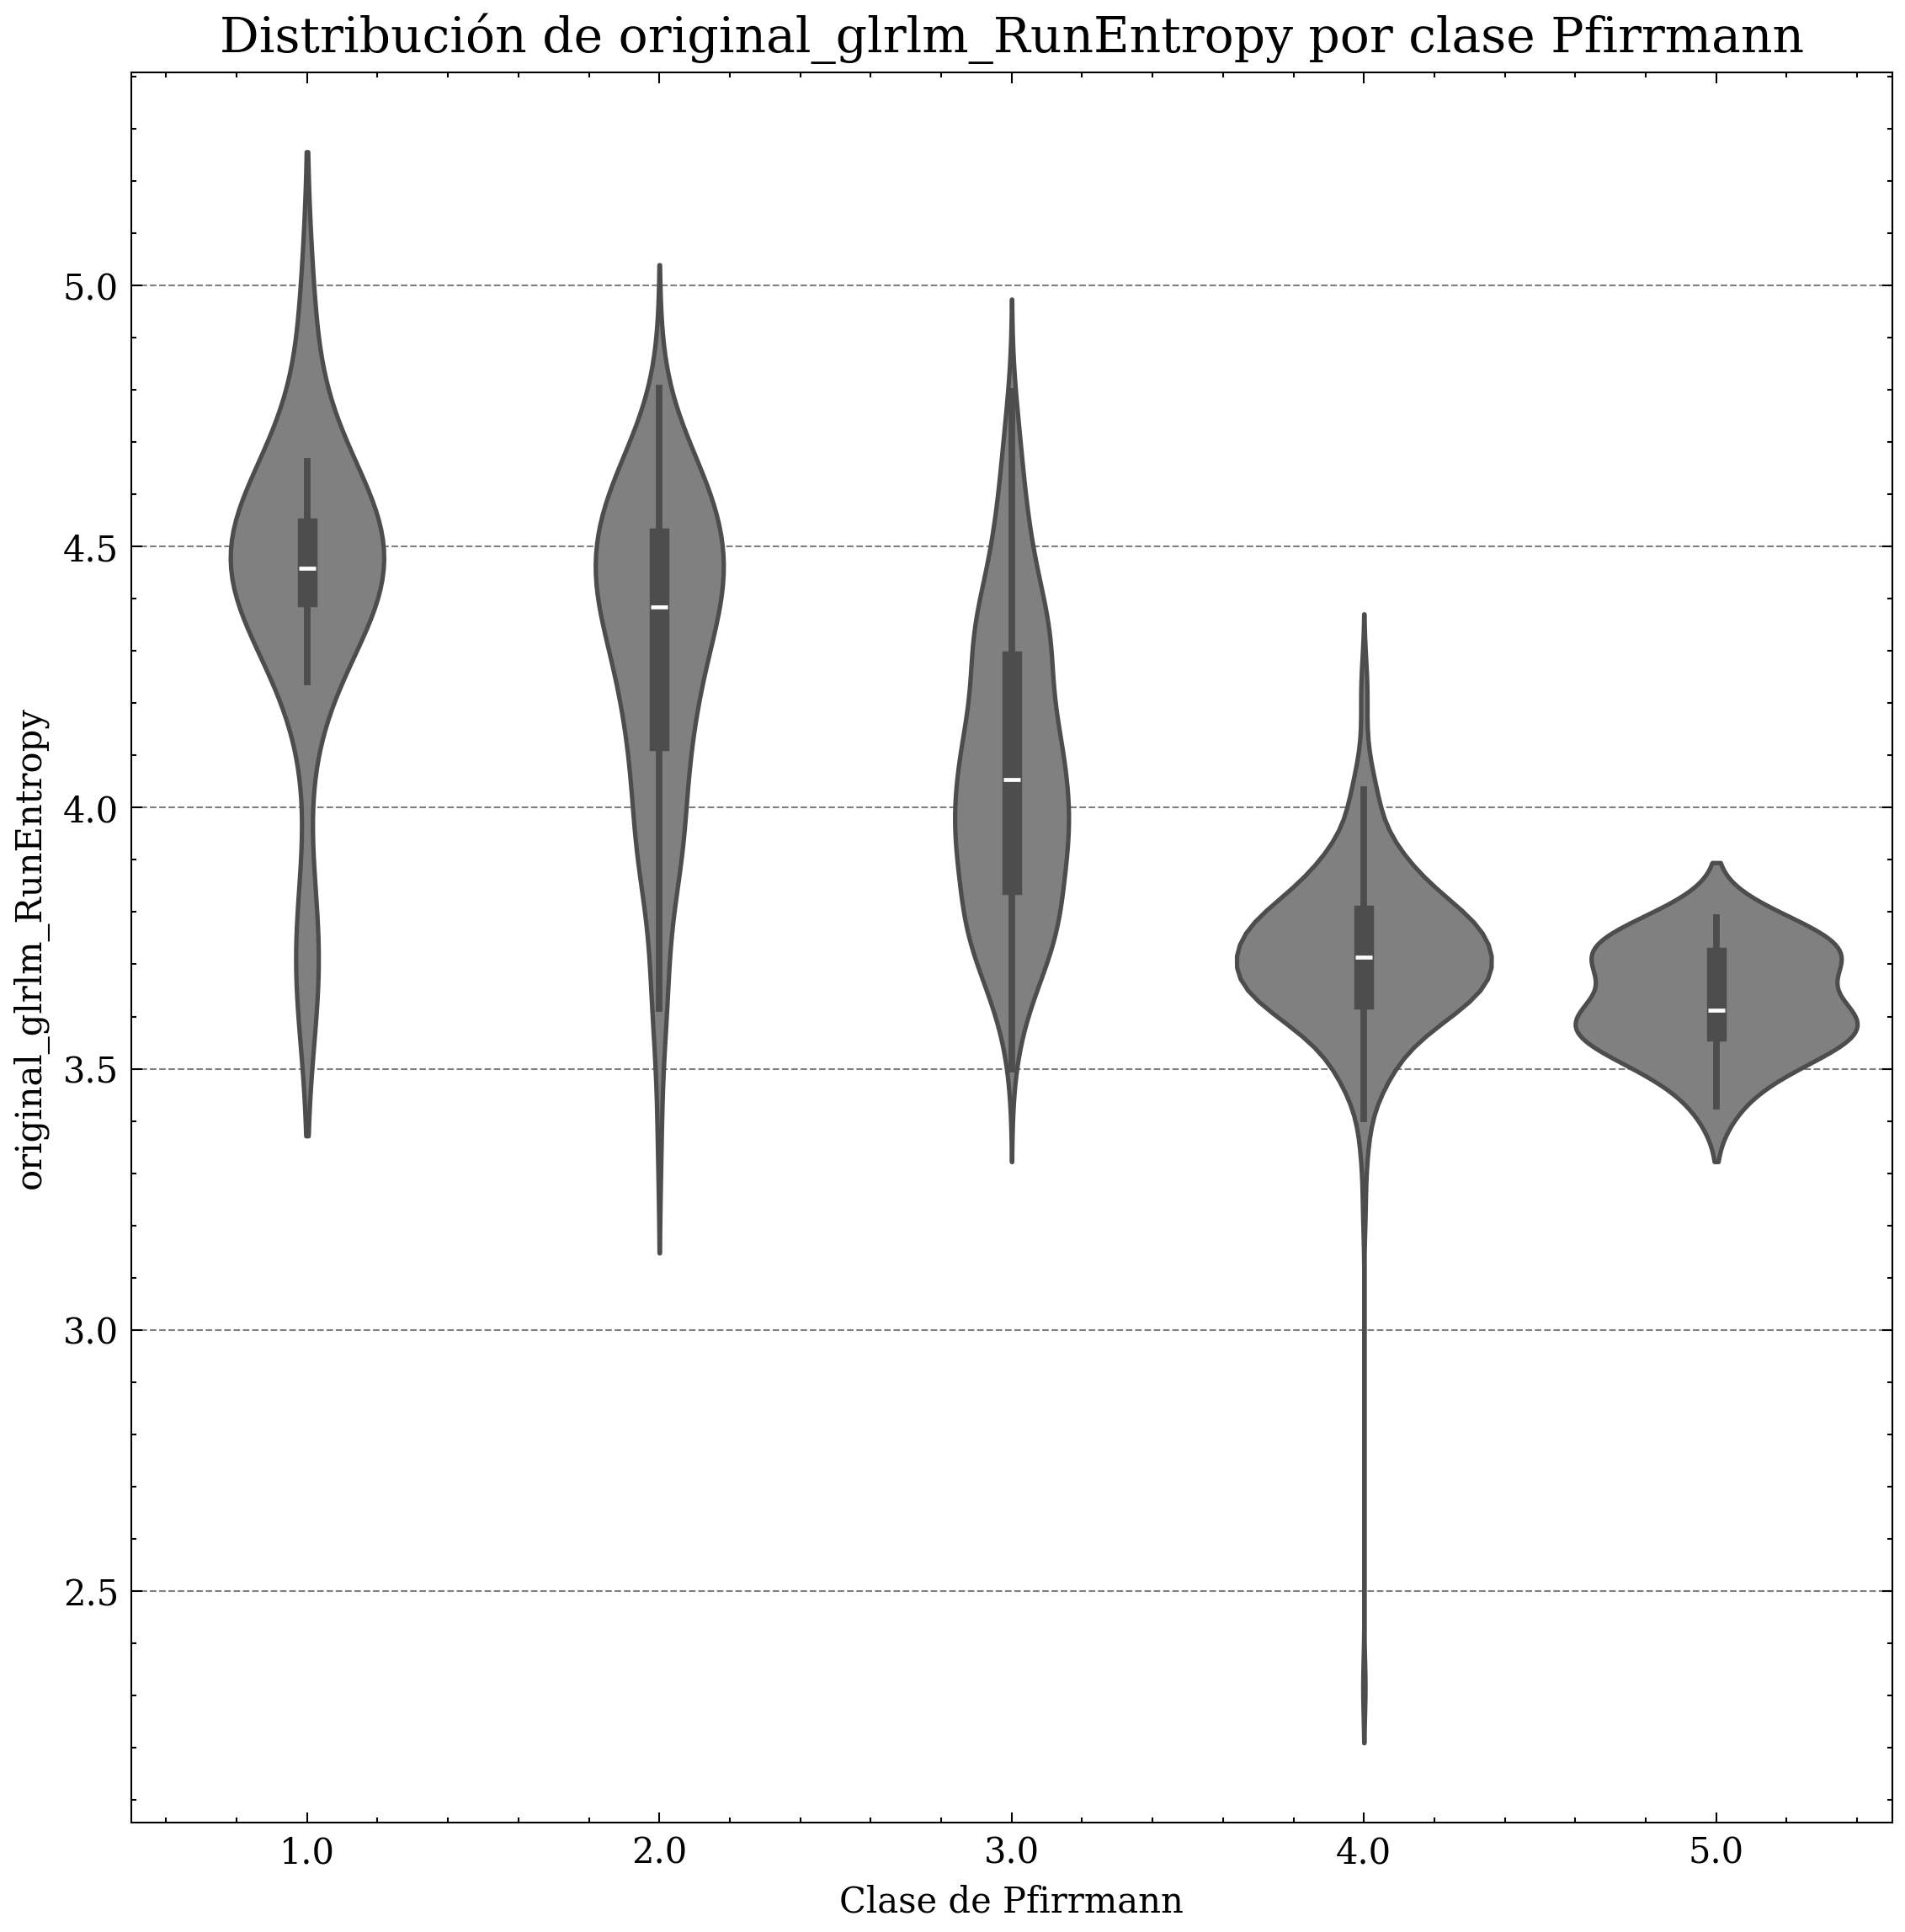 Distribución de original_glrlm_RunEntropy por clase Pfirrmann
original_glrlm_RunEntropy
5.0
4.5
4.0
3.5
3.0
2.5
1.0 2.0 3.0 4.0 5.0
Clase de Pfirrmann